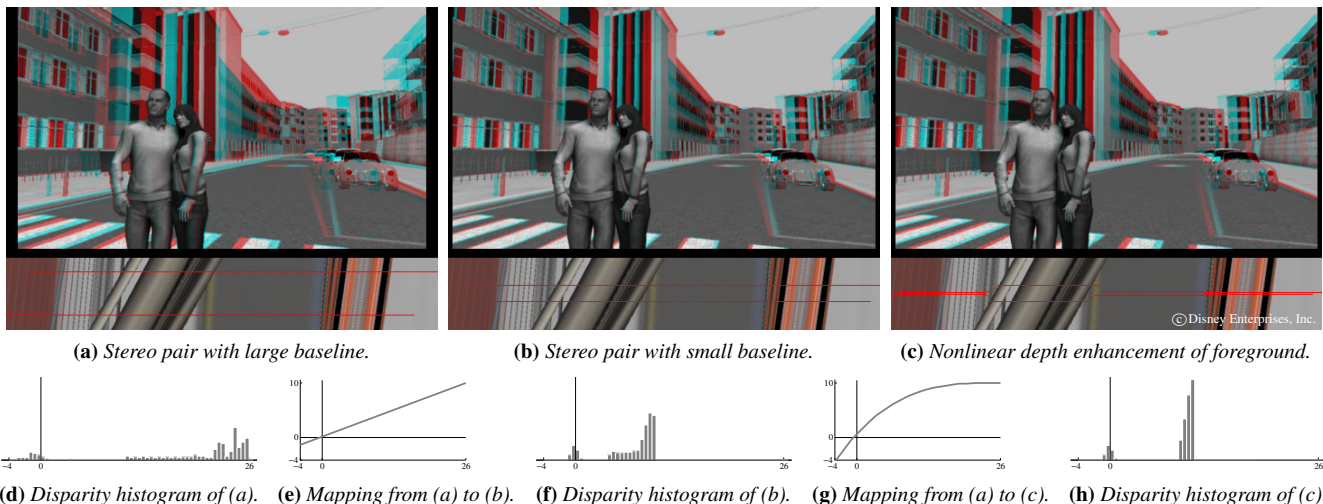 ©Disney Enterprises, Inc.
(a) Stereo pair with large baseline.
(b) Stereo pair with small baseline.
(c) Nonlinear depth enhancement of foreground.
−4 0 26
10 0 −4 26
−4 0 26
10 0 −4 26
−4 0 26
(d) Disparity histogram of (a).
(e) Mapping from (a) to (b).
(f) Disparity histogram of (b).
(g) Mapping from (a) to (c).
(h) Disparity histogram of (c)